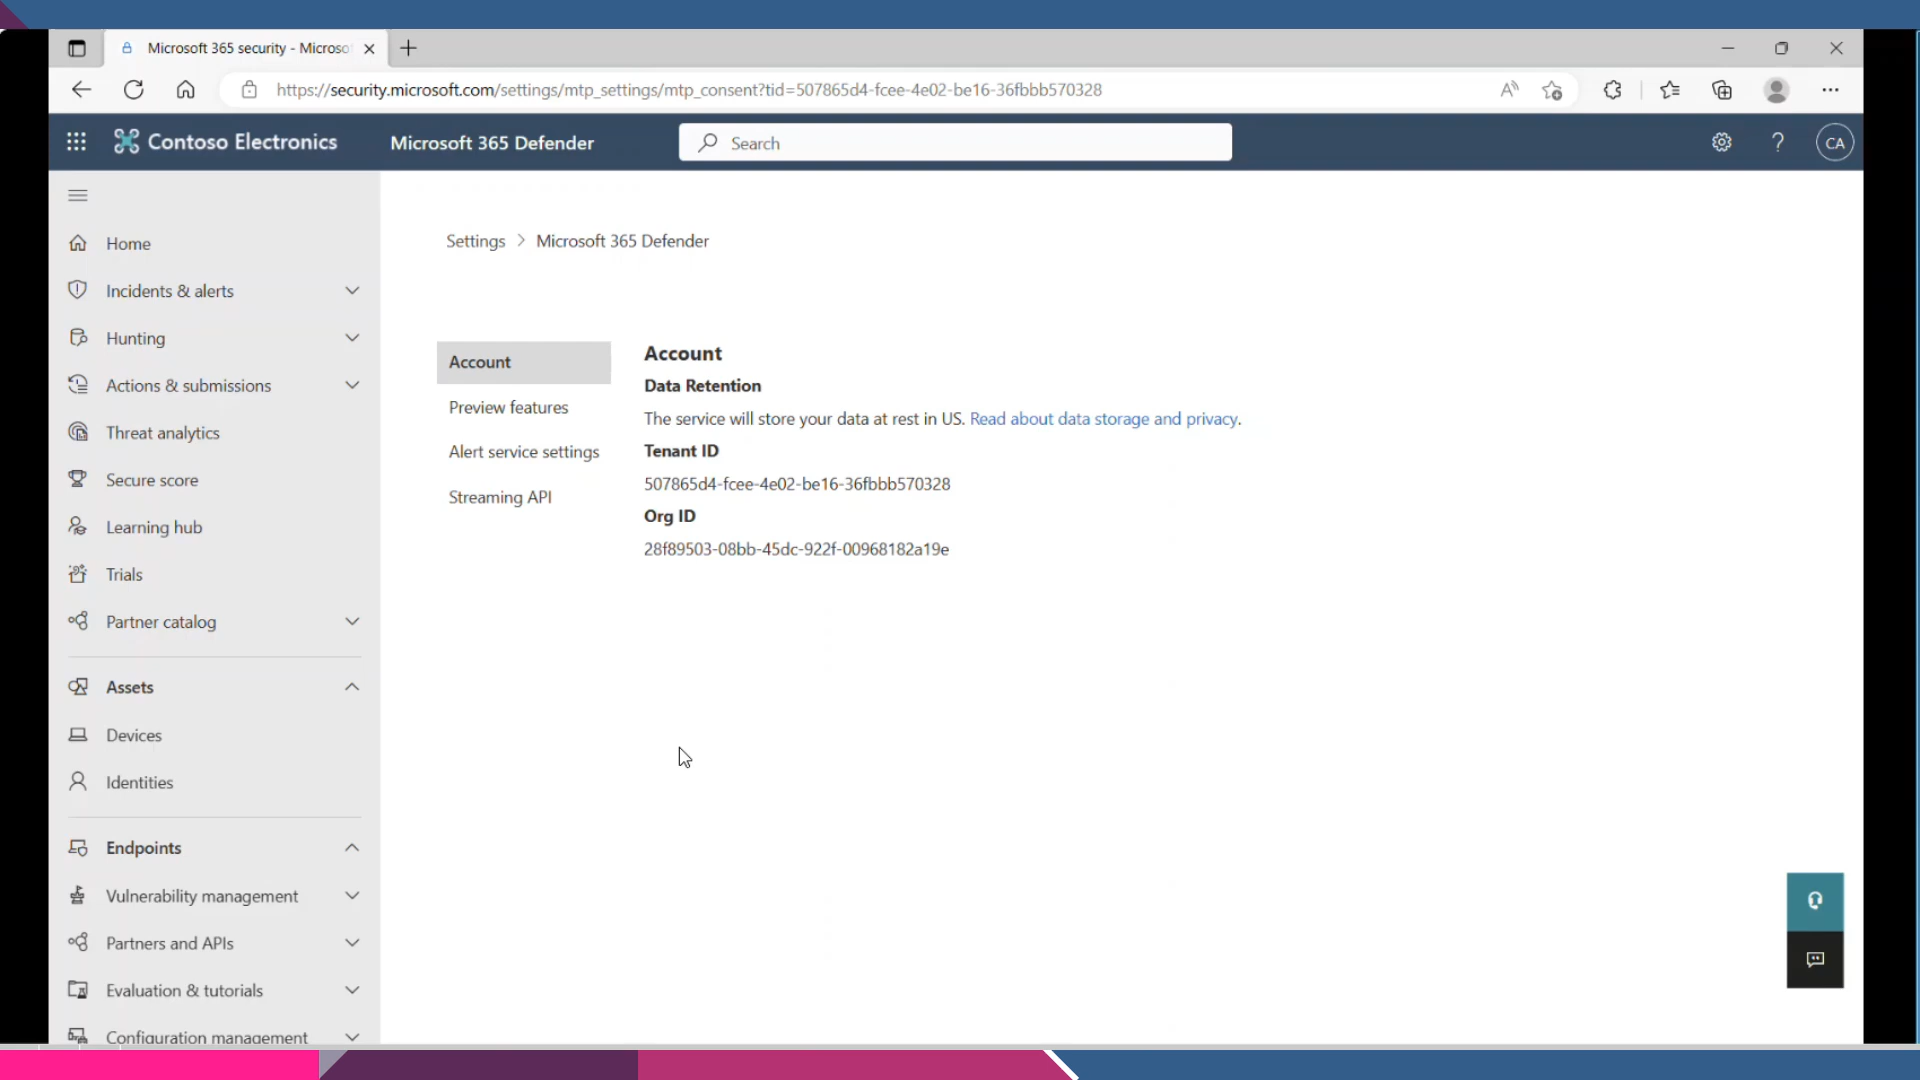 Microsoft 365 security - Microso
https://security.microsoft.com/settings/mtp_settings/mtp_consent?tid=507865d4-fcee-4e02-be16-36fbbb570328
Contoso Electronics
Microsoft 365 Defender
Search
CA
Home
Incidents & alerts
Hunting
Actions & submissions
Threat analytics
Secure score
Learning hub
Trials
Partner catalog
Assets
Devices
Identities
Endpoints
Vulnerability management
Partners and APIs
Evaluation & tutorials
Configuration management
Settings > Microsoft 365 Defender
Account
Preview features
Alert service settings
Streaming API
Account
Data Retention
The service will store your data at rest in US. Read about data storage and privacy.
Tenant ID
507865d4-fcee-4e02-be16-36fbbb570328
Org ID
28f89503-08bb-45dc-922f-00968182a19e